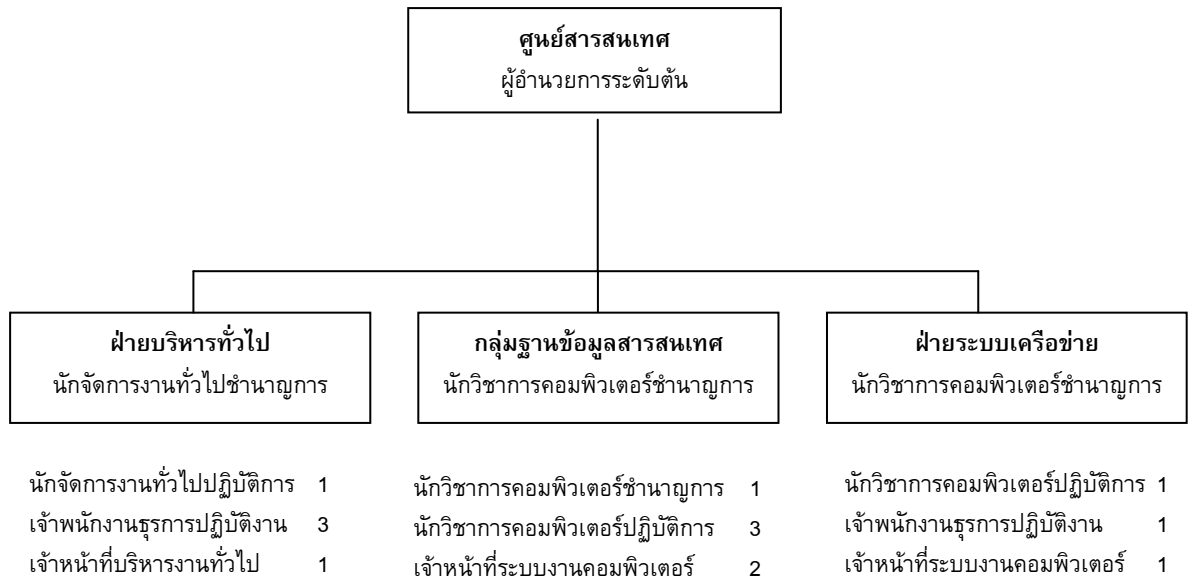 ศูนย์สารสนเทศ
ผู้อำนวยการระดับต้น
ฝ่ายบริหารทั่วไป
นักจัดการงานทั่วไปชำนาญการ
กลุ่มฐานข้อมูลสารสนเทศ
นักวิชาการคอมพิวเตอร์ชำนาญการ
ฝ่ายระบบเครือข่าย
นักวิชาการคอมพิวเตอร์ชำนาญการ
นักจัดการงานทั่วไปปฏิบัติการ 1
เจ้าพนักงานธุรการปฏิบัติงาน 3
เจ้าหน้าที่บริหารงานทั่วไป 1
นักวิชาการคอมพิวเตอร์ชำนาญการ 1
นักวิชาการคอมพิวเตอร์ปฏิบัติการ 3
เจ้าหน้าที่ระบบงานคอมพิวเตอร์ 2
นักวิชาการคอมพิวเตอร์ปฏิบัติการ 1
เจ้าพนักงานธุรการปฏิบัติงาน 1
เจ้าหน้าที่ระบบงานคอมพิวเตอร์ 1